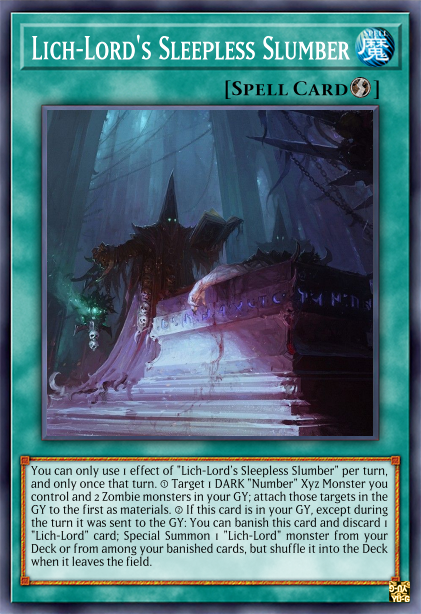 Lich-Lord's Sleepless Slumber
SPELL
魔
[Spell Card]
You can only use 1 effect of "Lich-Lord's Sleepless Slumber" per turn,
and only once that turn. ① Target 1 DARK "Number" Xyz Monster you
control and 2 Zombie monsters in your GY; attach those targets in the
GY to the first as materials. ② If this card is in your GY, except during
the turn it was sent to the GY: You can banish this card and discard 1
"Lich-Lord" card; Special Summon 1 "Lich-Lord" monster from your
Deck or from among your banished cards, but shuffle it into the Deck
when it leaves the field.